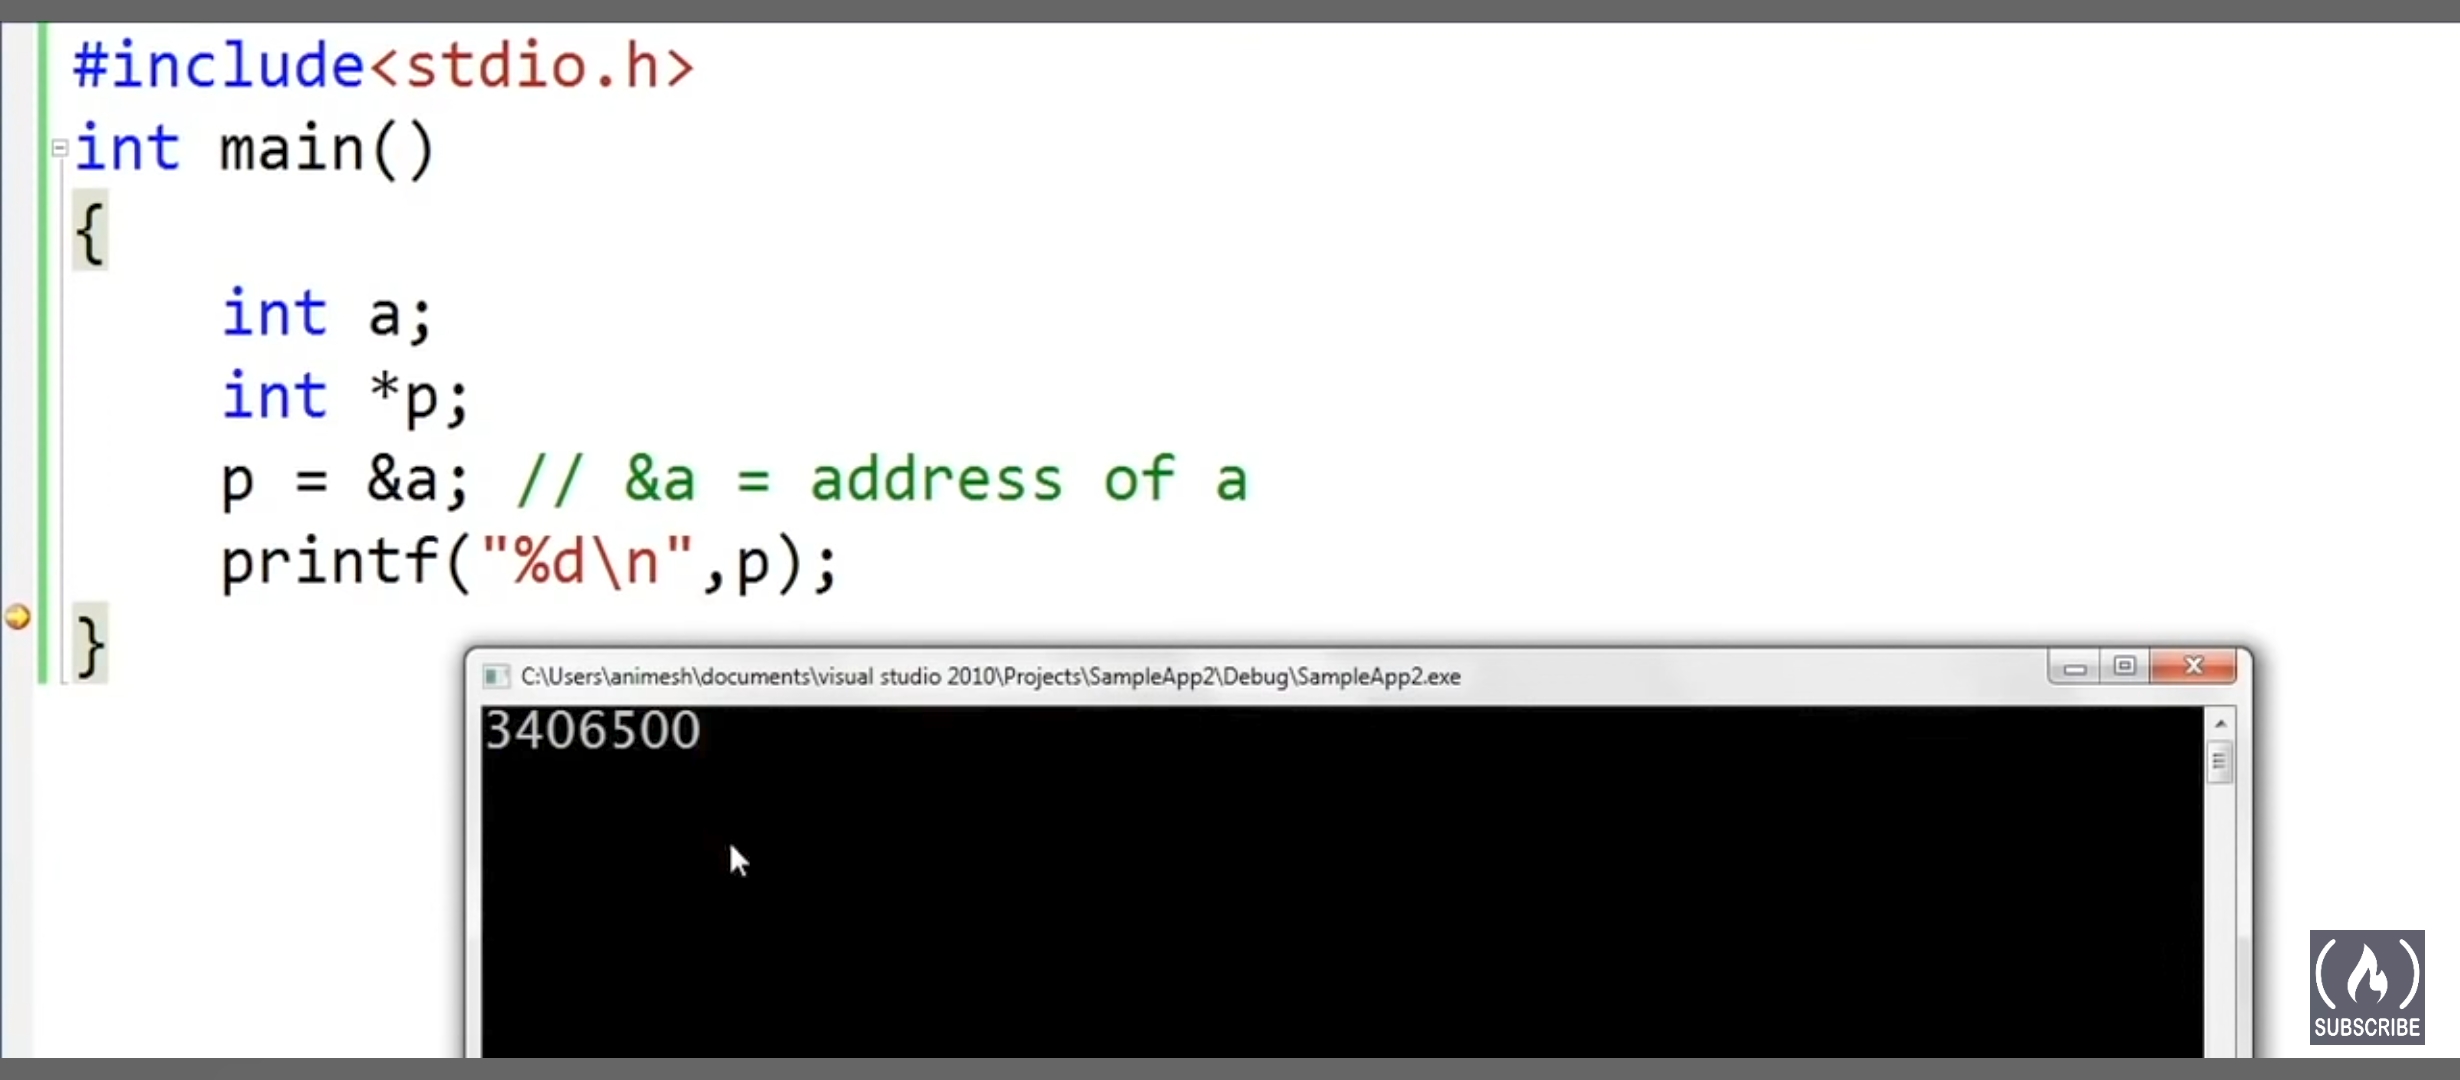 #include<stdio.h>
int main()
{
int a;
int *p;
p = &a; // &a = address of a
printf("%d\n",p);
}
C:\Users\animesh\documents\visual studio 2010\Projects\SampleApp2\Debug\SampleApp2.exe
3406500
SUBSCRIBE